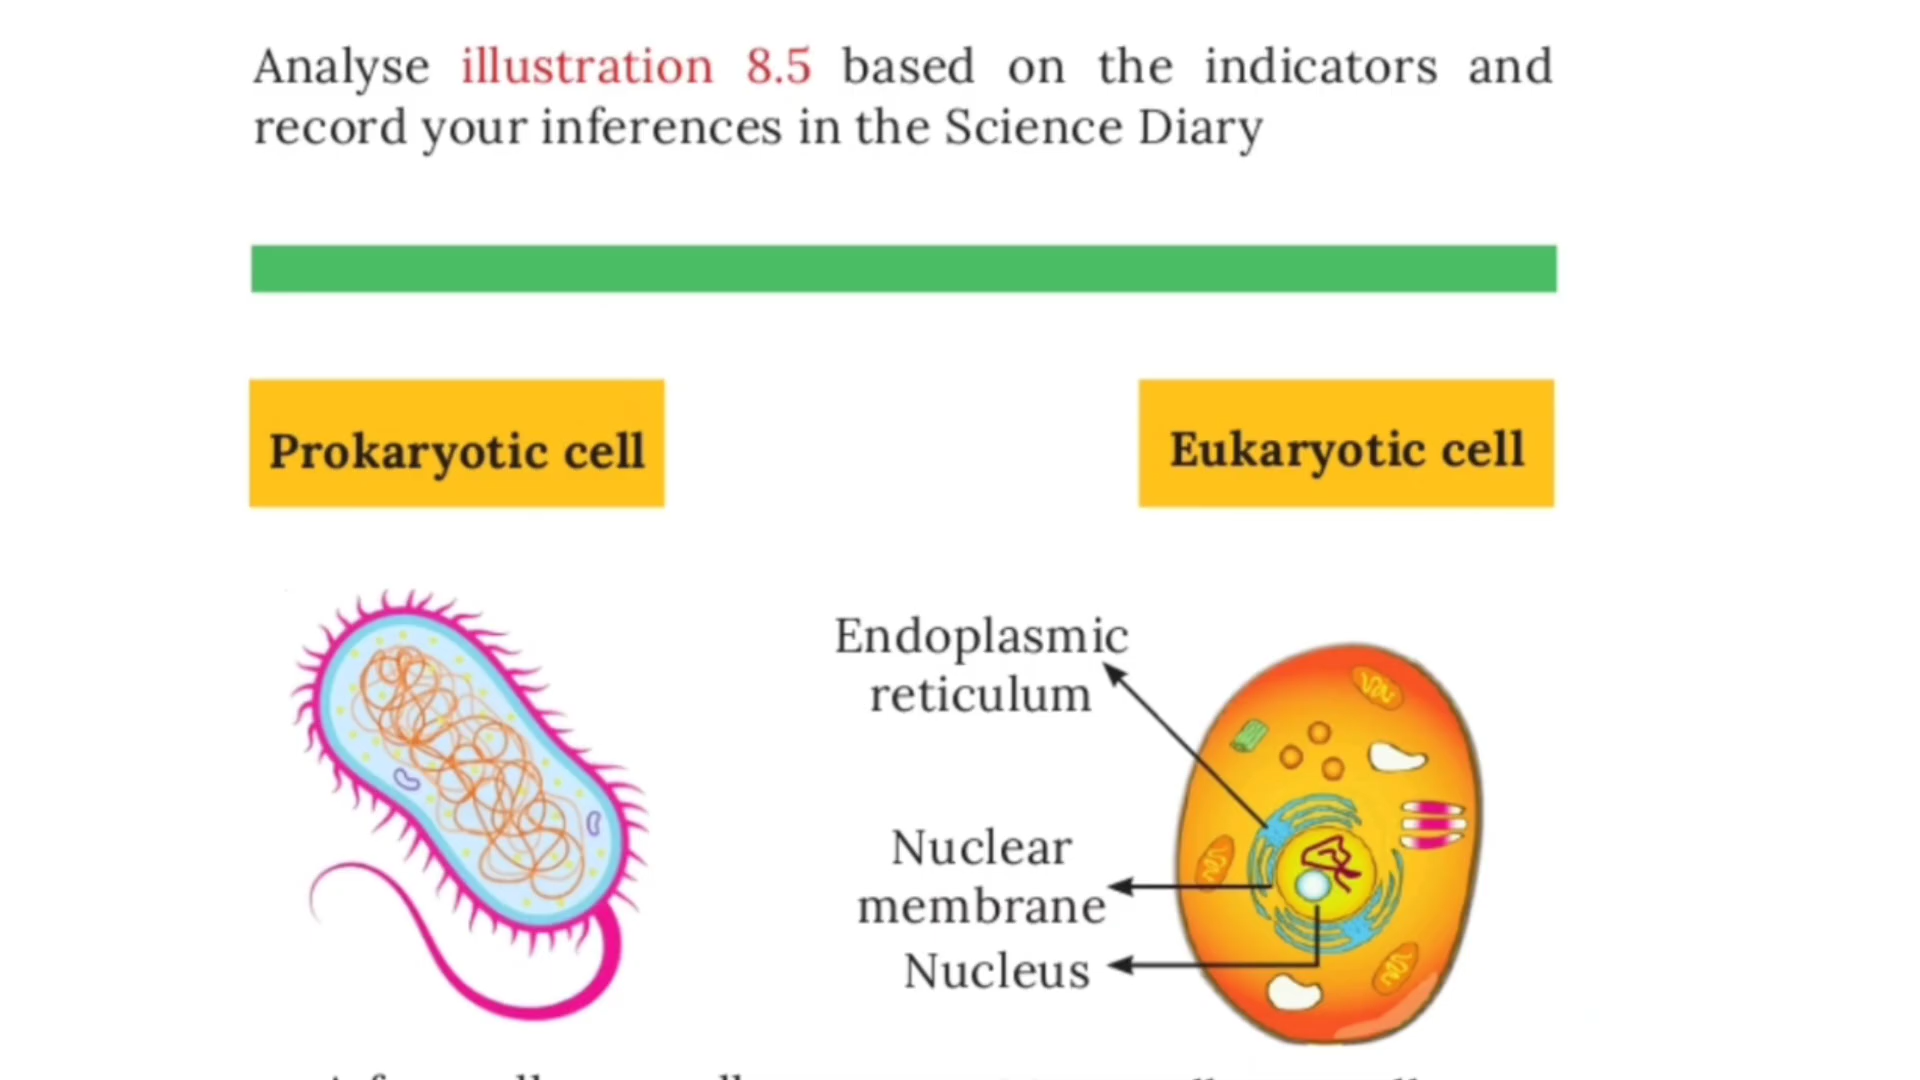 Analyse illustration 8.5 based on the indicators and
record your inferences in the Science Diary
Prokaryotic cell
Eukaryotic cell
Endoplasmic
reticulum
Nuclear
membrane
Nucleus